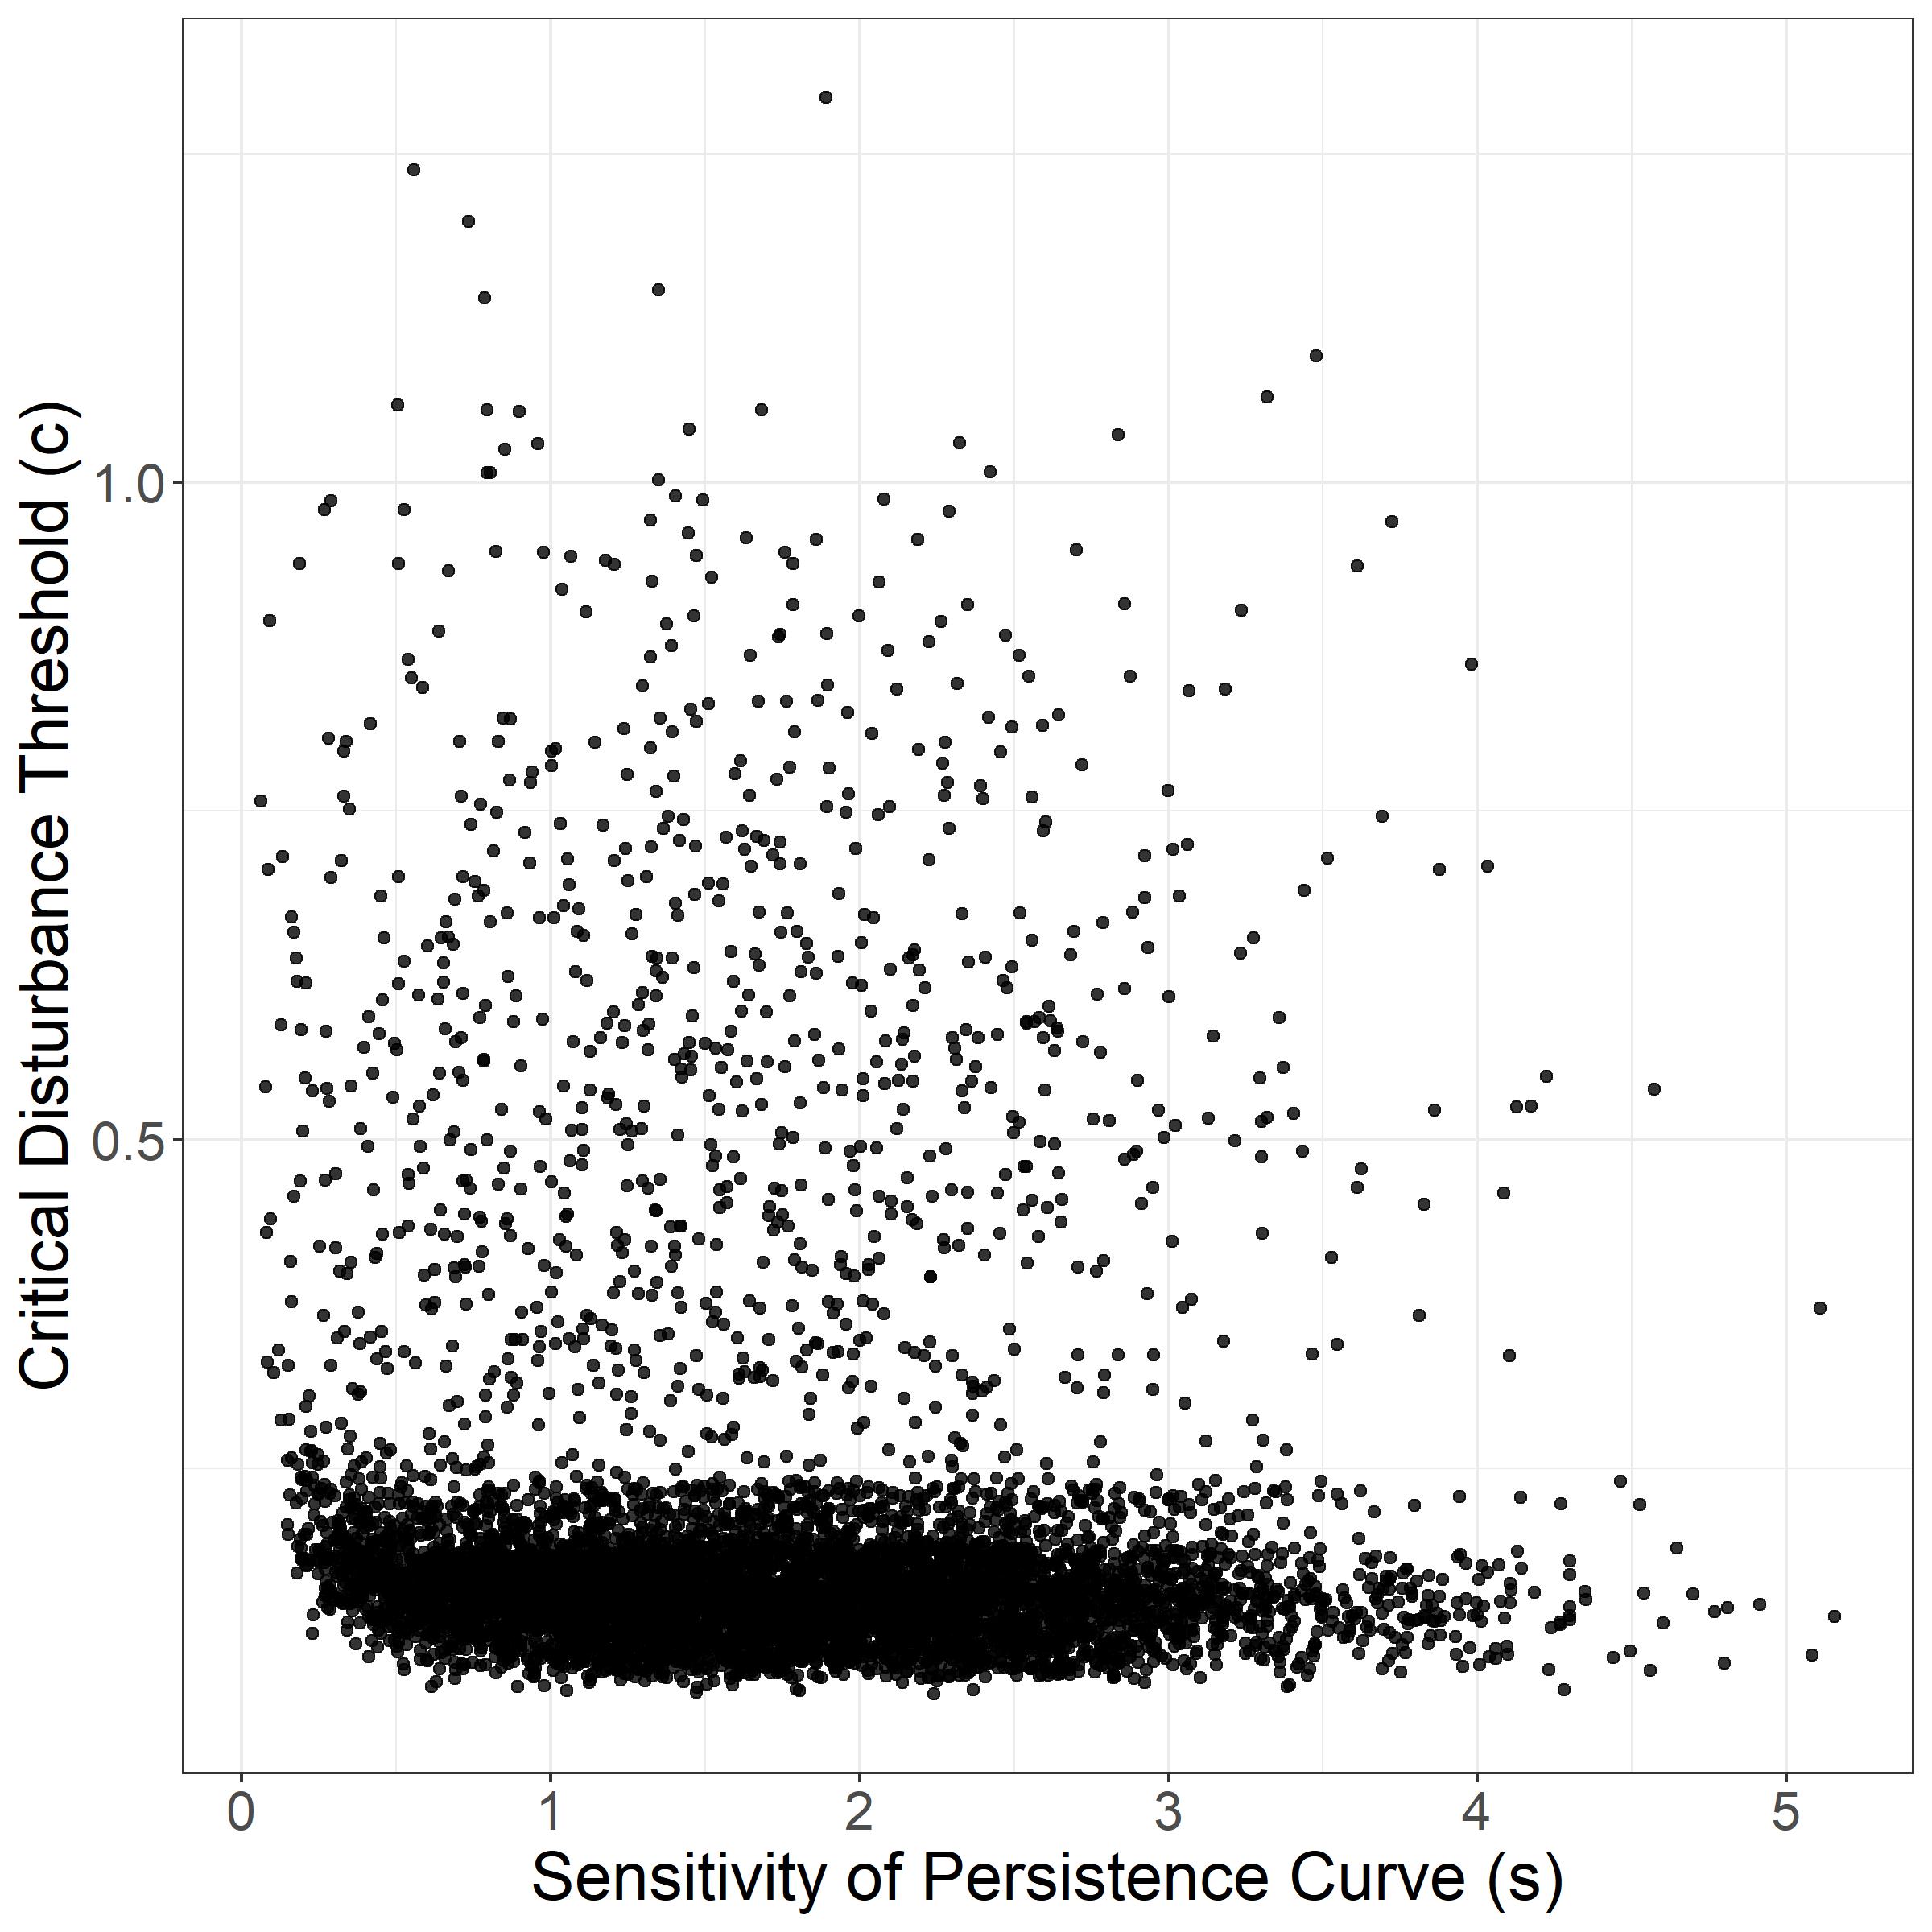 Critical Disturbance Threshold (c)
1.0
0.5
0 1 2 3 4 5
Sensitivity of Persistence Curve (s)